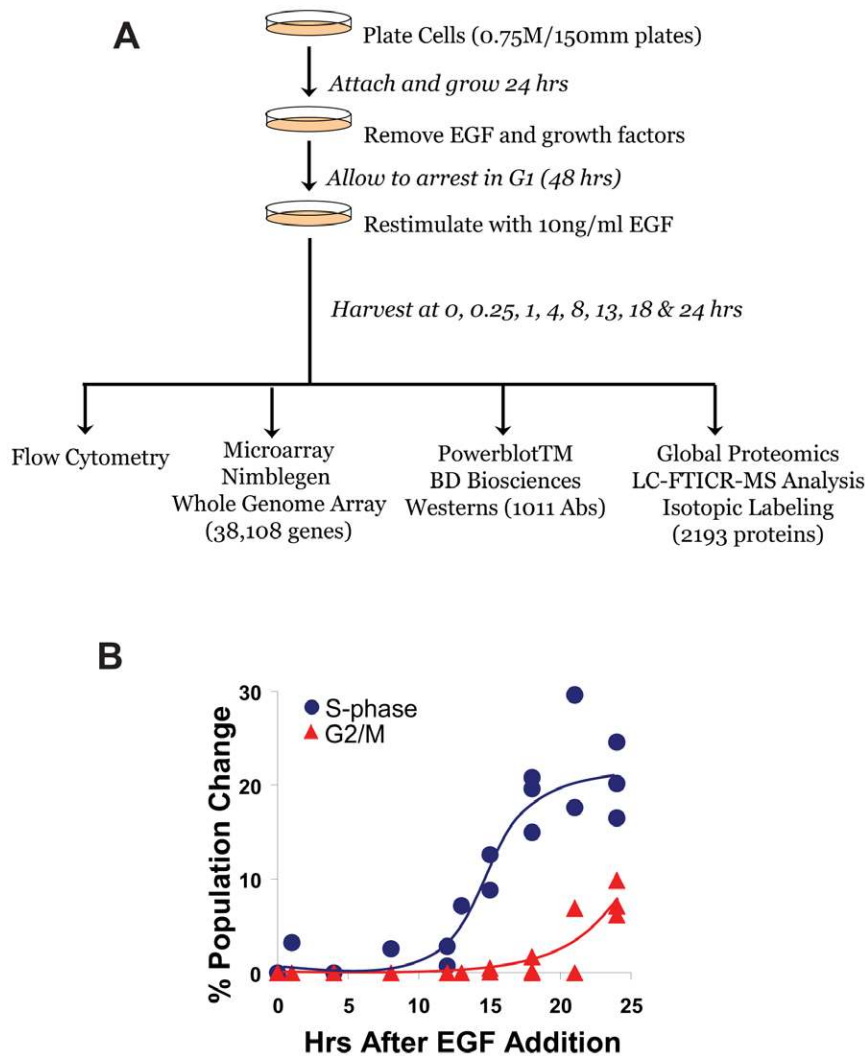 A
Plate Cells (0.75M/150mm plates)
Attach and grow 24 hrs
Remove EGF and growth factors
Allow to arrest in G1 (48 hrs)
Restimulate with 10ng/ml EGF
Harvest at 0, 0.25, 1, 4, 8, 13, 18 & 24 hrs
Flow Cytometry
Microarray
Nimblegen
Whole Genome Array
(38,108 genes)
PowerblotTM
BD Biosciences
Westerns (1011 Abs)
Global Proteomics
LC-FTICR-MS Analysis
Isotopic Labeling
(2193 proteins)
B
% Population Change
30
20
10
0
S-phase
G2/M
0 5 10 15 20 25
Hrs After EGF Addition